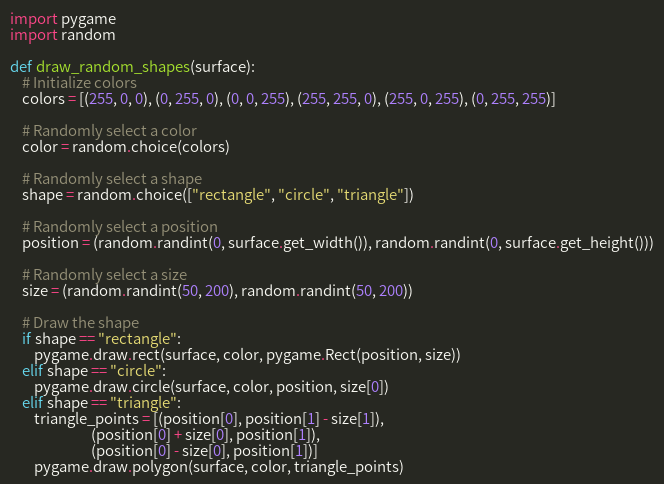 import pygame
import random
def draw_random_shapes(surface):
# Initialize colors
colors = [(255, 0, 0), (0, 255, 0), (0, 0, 255), (255, 255, 0), (255, 0, 255), (0, 255, 255)]
# Randomly select a color
color = random.choice(colors)
# Randomly select a shape
shape = random.choice(["rectangle", "circle", "triangle"])
# Randomly select a position
position = (random.randint(0, surface.get_width()), random.randint(0, surface.get_height()))
# Randomly select a size
size = (random.randint(50, 200), random.randint(50, 200))
# Draw the shape
if shape == "rectangle":
pygame.draw.rect(surface, color, pygame.Rect(position, size))
elif shape == "circle":
pygame.draw.circle(surface, color, position, size[0])
elif shape == "triangle":
triangle_points = [(position[0], position[1] - size[1]),
(position[0] + size[0], position[1]),
(position[0] - size[0], position[1])]
pygame.draw.polygon(surface, color, triangle_points)